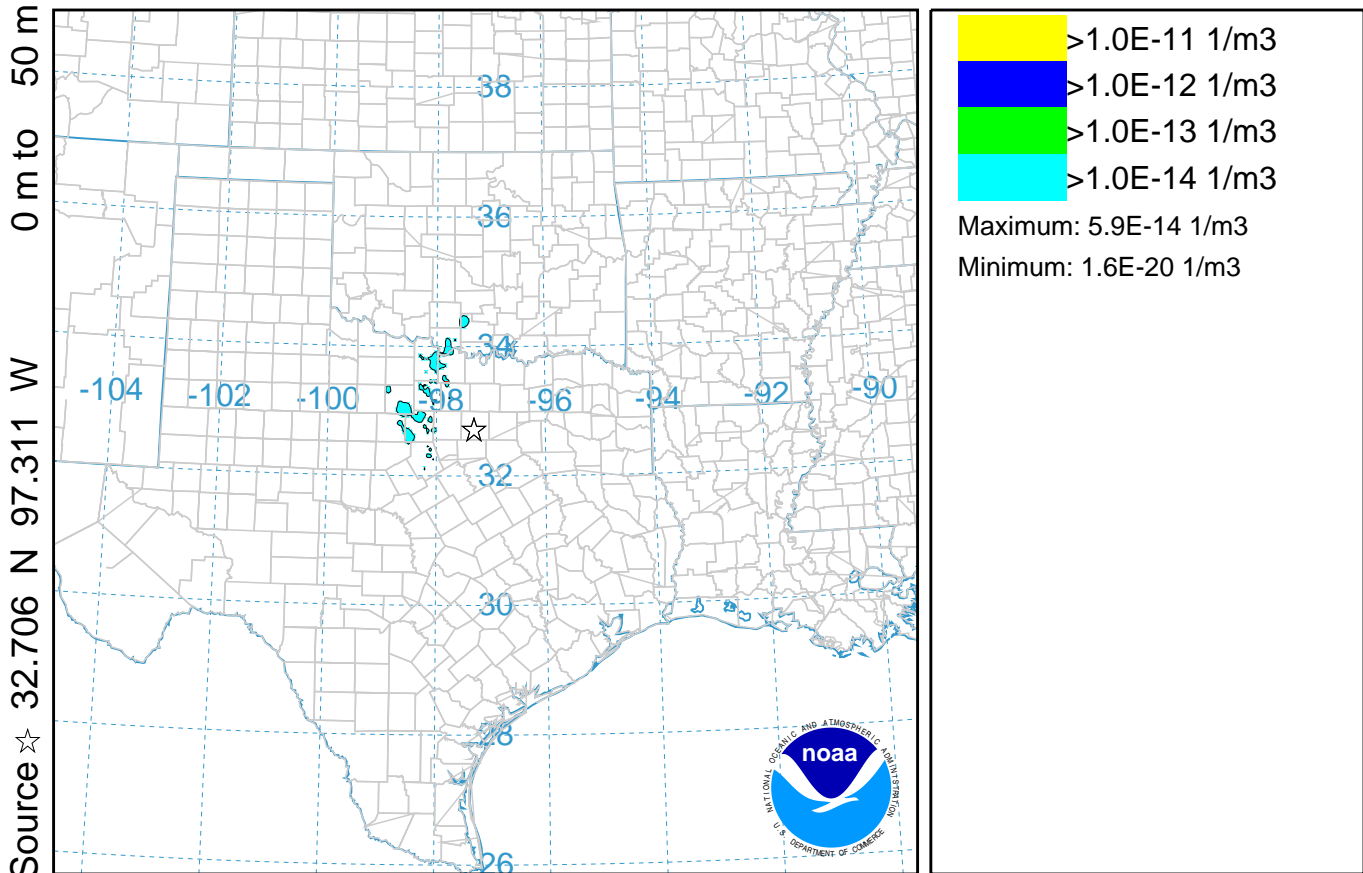 Source ☆ 32.706 N 97.311 W 0 m to 50 m
38
36
34
-104 -102 -100 -98 -96 -94 -92 -90
32
30
28
26
>1.0E-11 1/m3
>1.0E-12 1/m3
>1.0E-13 1/m3
>1.0E-14 1/m3
Maximum: 5.9E-14 1/m3
Minimum: 1.6E-20 1/m3
NATIONAL OCEANIC AND ATMOSPHERIC ADMINISTRATION
noaa
U.S. DEPARTMENT OF COMMERCE